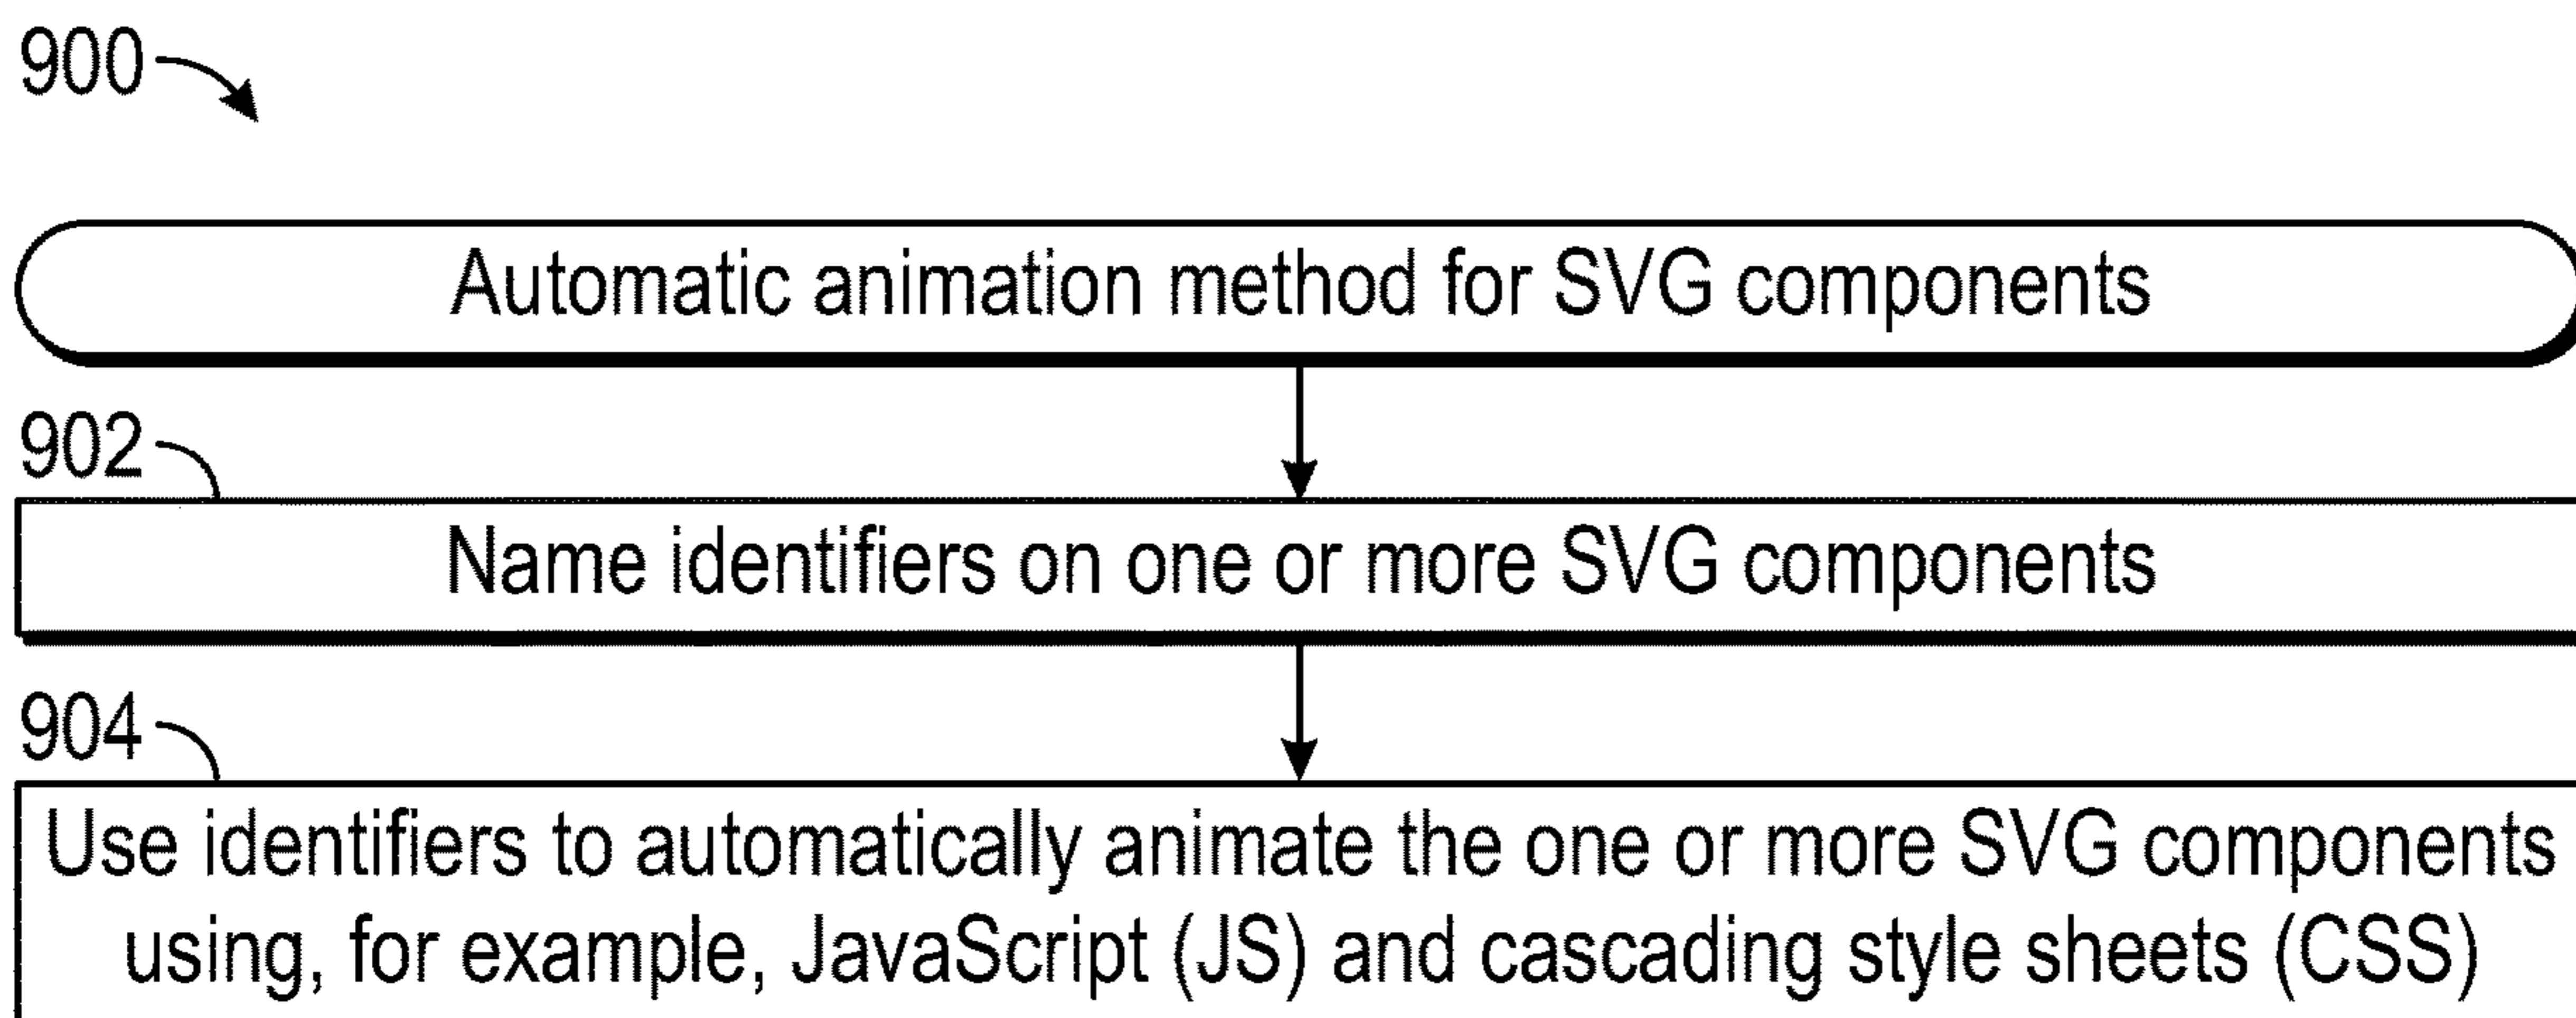 900
Automatic animation method for SVG components
902
Name identifiers on one or more SVG components
904
Use identifiers to automatically animate the one or more SVG components
using, for example, JavaScript (JS) and cascading style sheets (CSS)